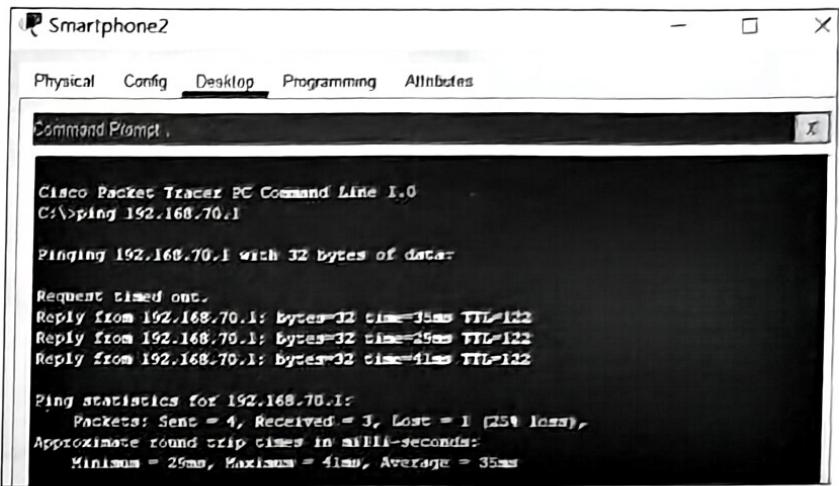 Smartphone2
Physical Config Desktop Programming Attributes
Command Prompt
X
Cisco Packet Tracer PC Command Line 1.0
C:\>ping 192.168.70.1
Pinging 192.168.70.1 with 32 bytes of data:
Request timed out.
Reply from 192.168.70.1: bytes=32 time=35ms TTL=122
Reply from 192.168.70.1: bytes=32 time=29ms TTL=122
Reply from 192.168.70.1: bytes=32 time=41ms TTL=122
Ping statistics for 192.168.70.1:
Packets: Sent = 4, Received = 3, Lost = 1 (25% loss),
Approximate round trip times in milli-seconds:
Minimum = 29ms, Maximum = 41ms, Average = 35ms